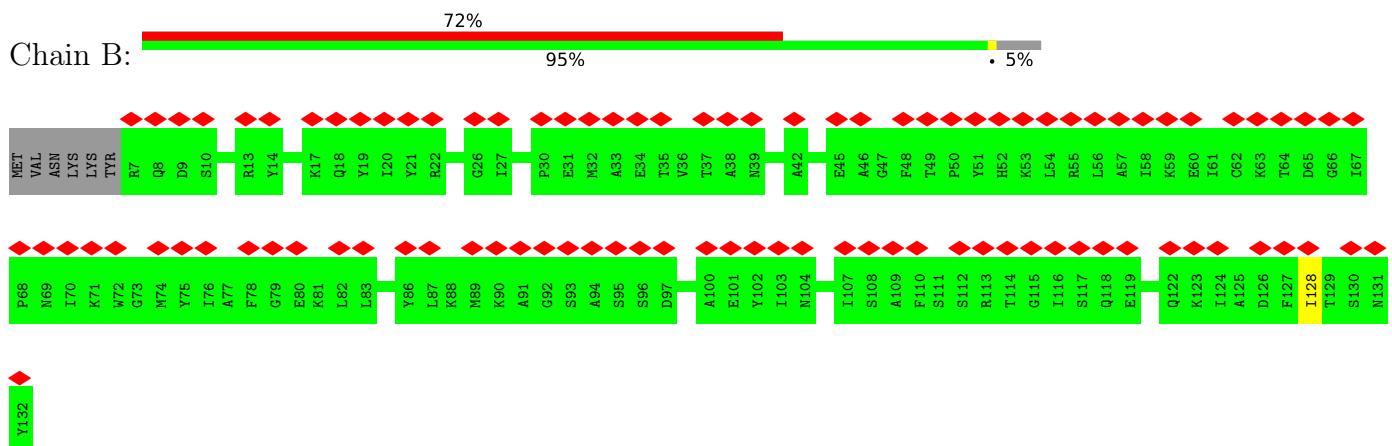 72%
Chain B:
95% • 5%
MET VAL ASN LYS LYS TYR R7 Q8 D9 S10 R13 Y14 K17 Q18 Y19 I20 Y21 R22 G26 I27 P30 E31 M32 A33 E34 T35 V36 T37 A38 N39 A42 E45 A46 G47 F48 T49 P50 Y51 H52 K53 L54 R55 L56 A57 I58 K59 E60 I61 C62 K63 T64 D65 G66 I67
P68 N69 I70 K71 W72 G73 M74 Y75 I76 A77 F78 G79 E80 K81 L82 L83 Y86 L87 K88 M89 K90 A91 G92 S93 A94 S95 S96 D97 A100 E101 Y102 I103 N104 I107 S108 A109 F110 S111 S112 R113 T114 G115 I116 S117 Q118 E119 Q122 K123 I124 A125 D126 F127 I128 T129 S130 N131
Y132